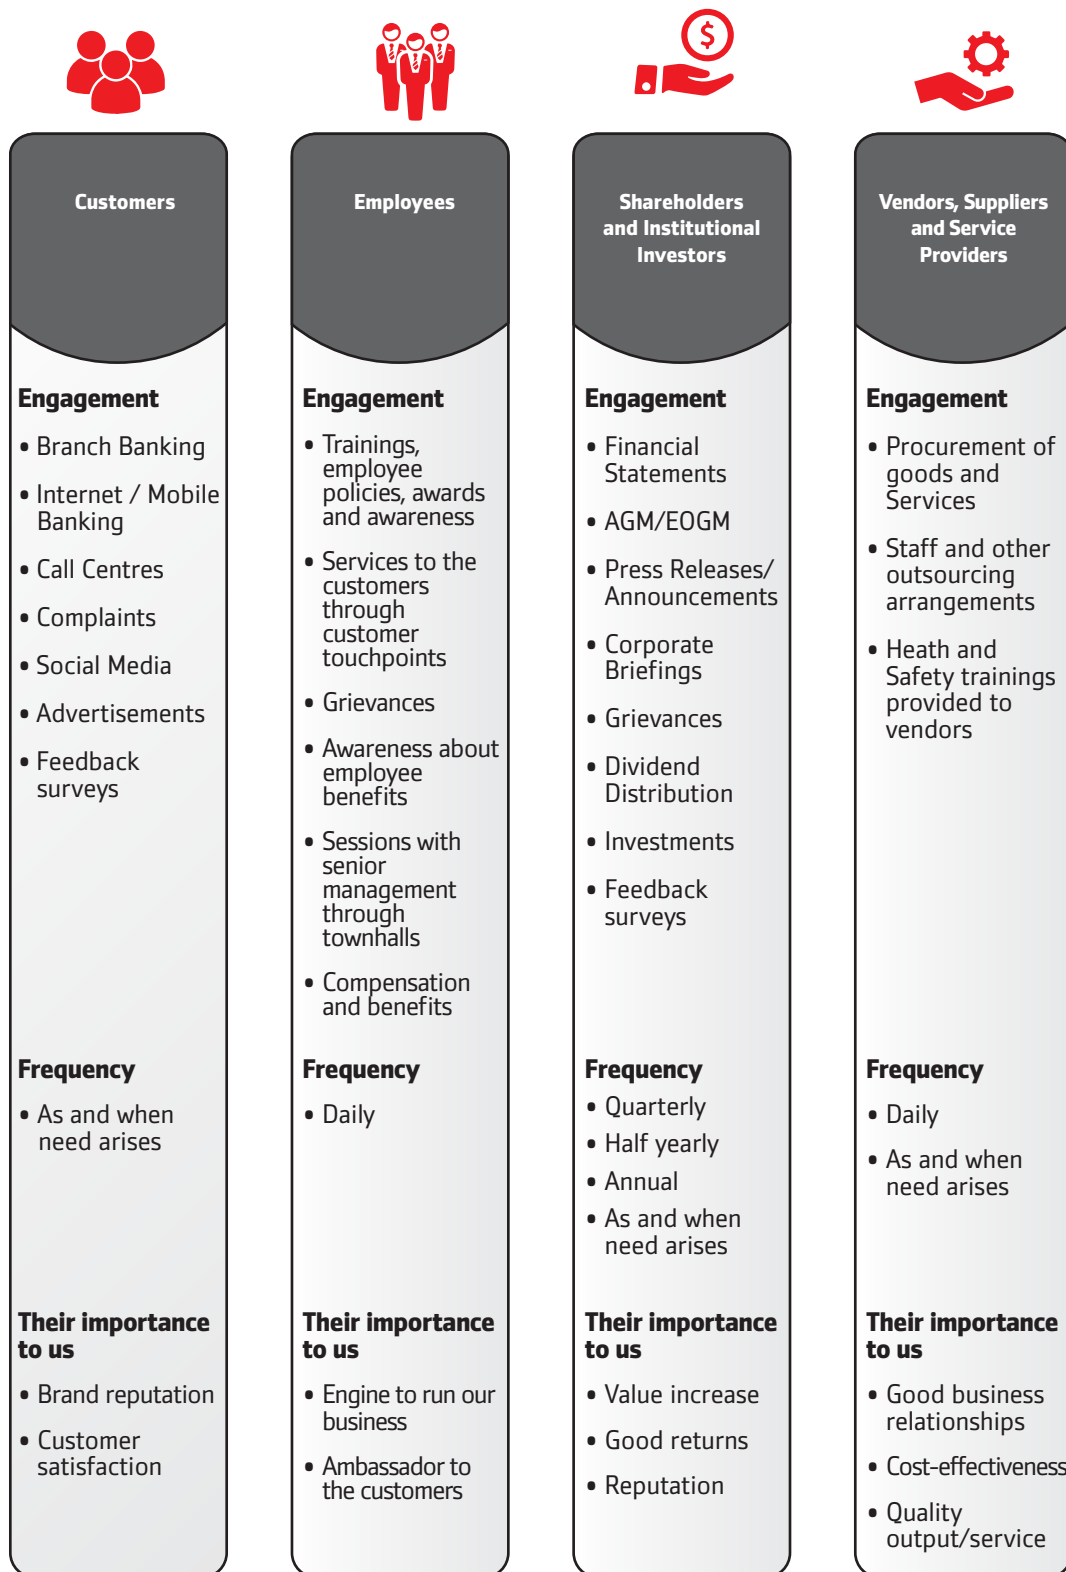 $
Customers
Engagement
• Branch Banking
• Internet / Mobile
Banking
• Call Centres
• Complaints
• Social Media
• Advertisements
• Feedback
surveys
Frequency
• As and when
need arises
Their importance
to us
• Brand reputation
• Customer
satisfaction
Employees
Engagement
• Trainings,
employee
policies, awards
and awareness
• Services to the
customers
through
customer
touchpoints
• Grievances
• Awareness about
employee
benefits
• Sessions with
senior
management
through
townhalls
• Compensation
and benefits
Frequency
• Daily
Their importance
to us
• Engine to run our
business
• Ambassador to
the customers
Shareholders
and Institutional
Investors
Engagement
• Financial
Statements
• AGM/EOGM
• Press Releases/
Announcements
• Corporate
Briefings
• Grievances
• Dividend
Distribution
• Investments
• Feedback
surveys
Frequency
• Quarterly
• Half yearly
• Annual
• As and when
need arises
Their importance
to us
• Value increase
• Good returns
• Reputation
Vendors, Suppliers
and Service
Providers
Engagement
• Procurement of
goods and
Services
• Staff and other
outsourcing
arrangements
• Heath and
Safety trainings
provided to
vendors
Frequency
• Daily
• As and when
need arises
Their importance
to us
• Good business
relationships
• Cost-effectiveness
• Quality
output/service